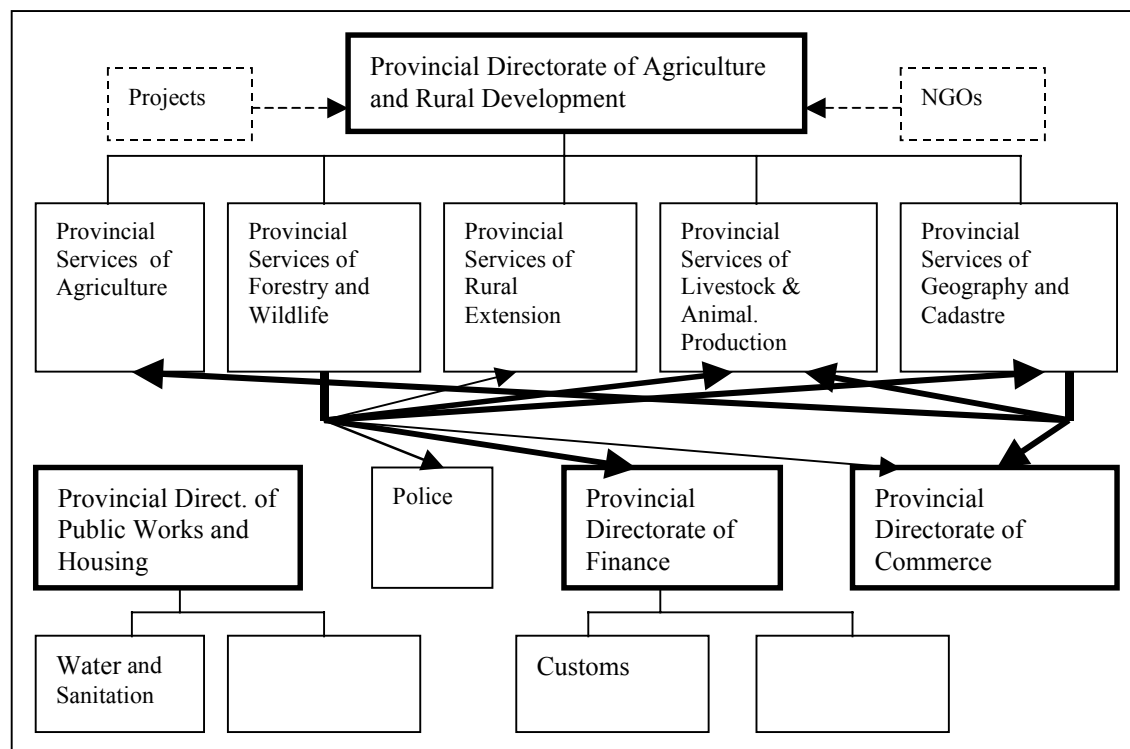 Provincial Directorate of Agriculture
and Rural Development
Projects
NGOs
Provincial
Services of
Agriculture
Provincial
Services of
Forestry and
Wildlife
Provincial
Services of
Rural
Extension
Provincial
Services of
Livestock &
Animal.
Production
Provincial
Services of
Geography and
Cadastre
Provincial Direct. of
Public Works and
Housing
Police
Provincial
Directorate of
Finance
Provincial
Directorate of
Commerce
Water and
Sanitation
Customs